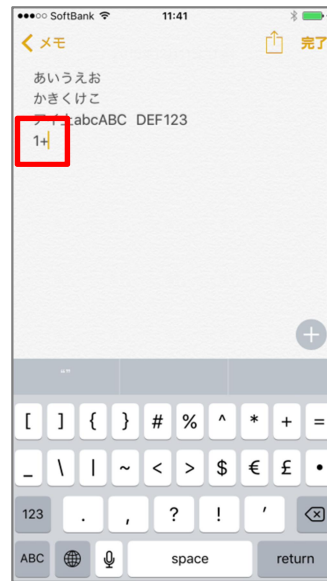 SoftBank 11:41
メモ 完了
あいうえお
かきくけこ
abcABC DEF123
1+
“”
[ ] { } # % ^ * + =
_ \ | ~ < > $ € £ •
123 . , ? ! '
ABC space return